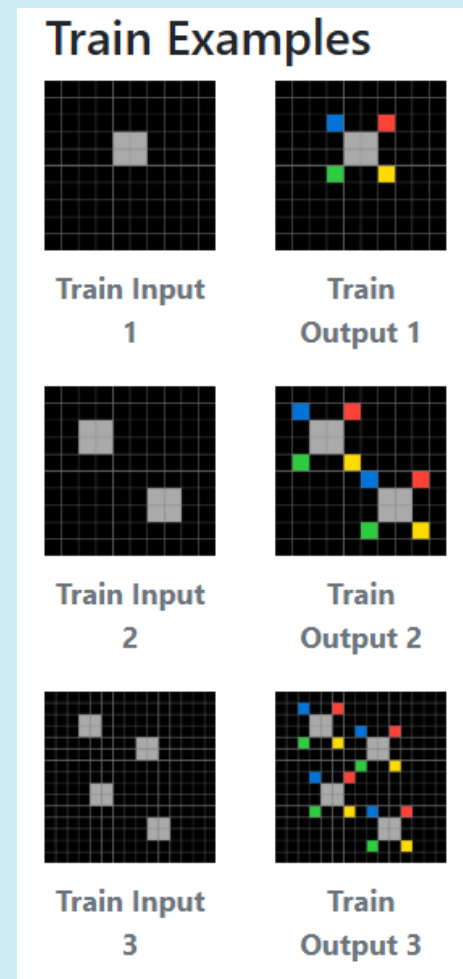 Train Examples
Train Input
1
Train
Output 1
Train Input
2
Train
Output 2
Train Input
3
Train
Output 3